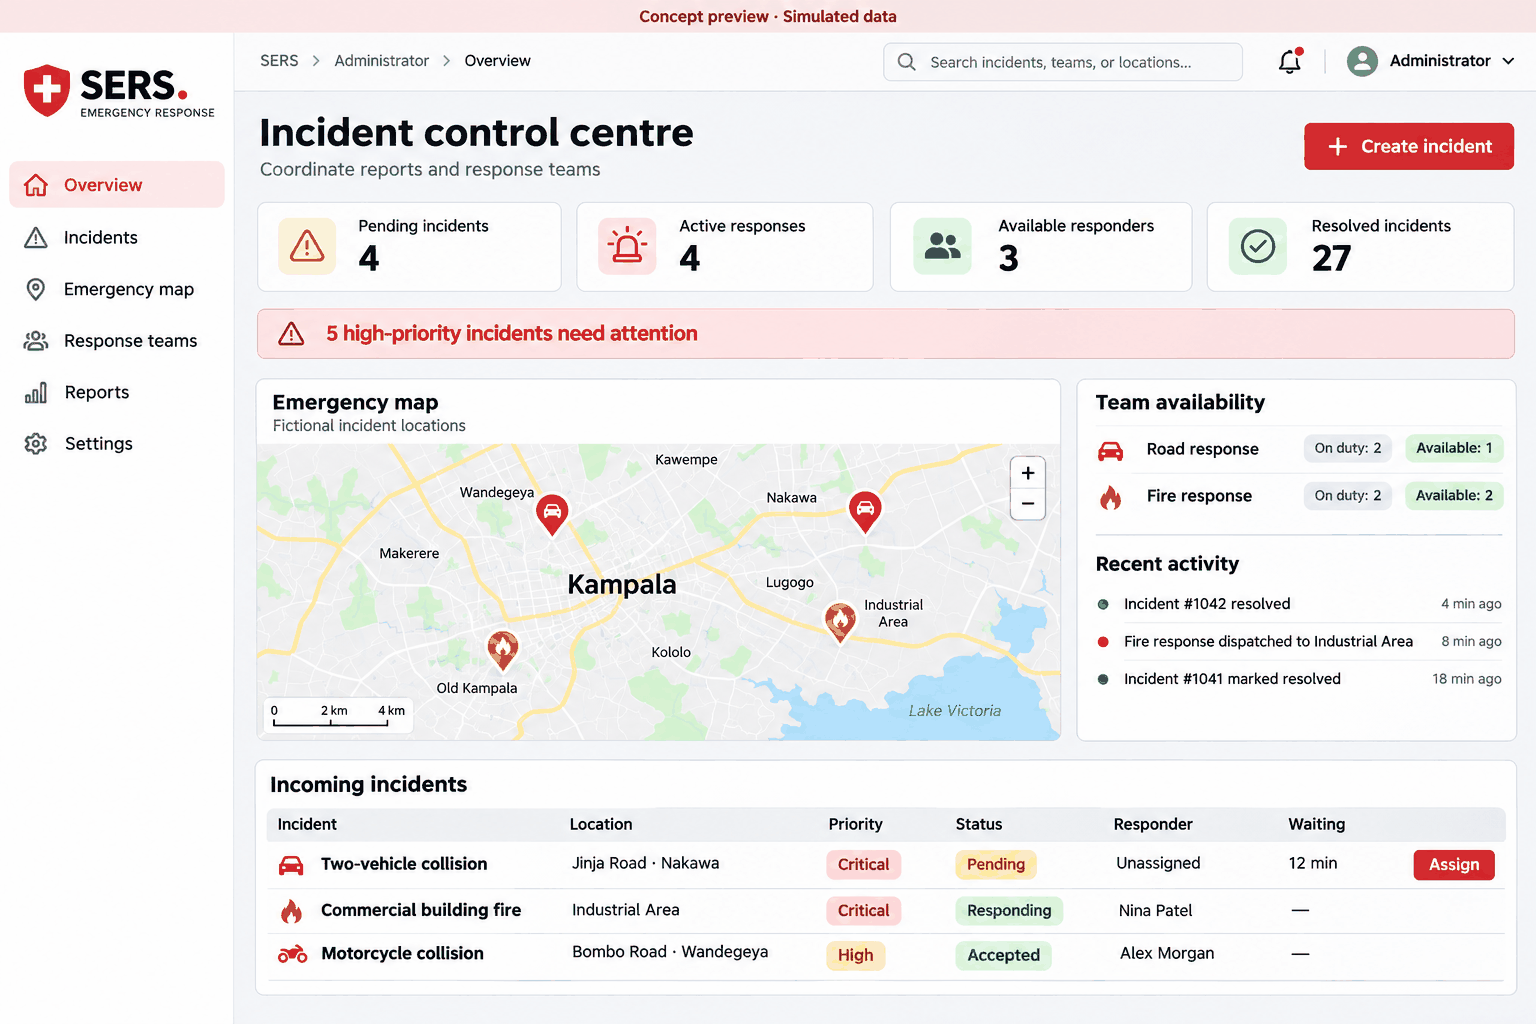 Concept preview · Simulated data
SERS.
EMERGENCY RESPONSE
Overview
Incidents
Emergency map
Response teams
Reports
Settings
SERS > Administrator > Overview
Search incidents, teams, or locations...
Administrator
Incident control centre
Coordinate reports and response teams
+ Create incident
Pending incidents
4
Active responses
4
Available responders
3
Resolved incidents
27
5 high-priority incidents need attention
Emergency map
Fictional incident locations
Kawempe
Wandegeya
Nakawa
Makerere
Kampala
Lugogo
Industrial
Area
Kololo
Old Kampala
Lake Victoria
0 2 km 4 km
+
−
Team availability
Road response On duty: 2 Available: 1
Fire response On duty: 2 Available: 2
Recent activity
Incident #1042 resolved 4 min ago
Fire response dispatched to Industrial Area 8 min ago
Incident #1041 marked resolved 18 min ago
Incoming incidents
Incident Location Priority Status Responder Waiting
Two-vehicle collision Jinja Road · Nakawa Critical Pending Unassigned 12 min Assign
Commercial building fire Industrial Area Critical Responding Nina Patel —
Motorcycle collision Bombo Road · Wandegeya High Accepted Alex Morgan —